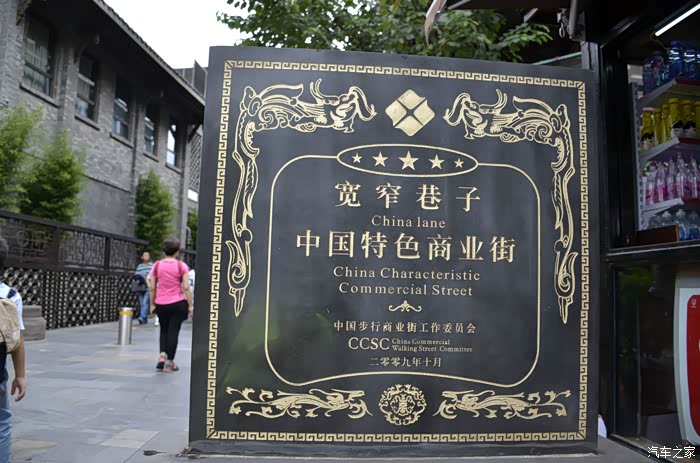 宽窄巷子
China lane
中国特色商业街
China Characteristic
Commercial Street
中国步行商业街工作委员会
CCSC China Commercial
Walking Street Committee
二零零九年十月
汽车之家